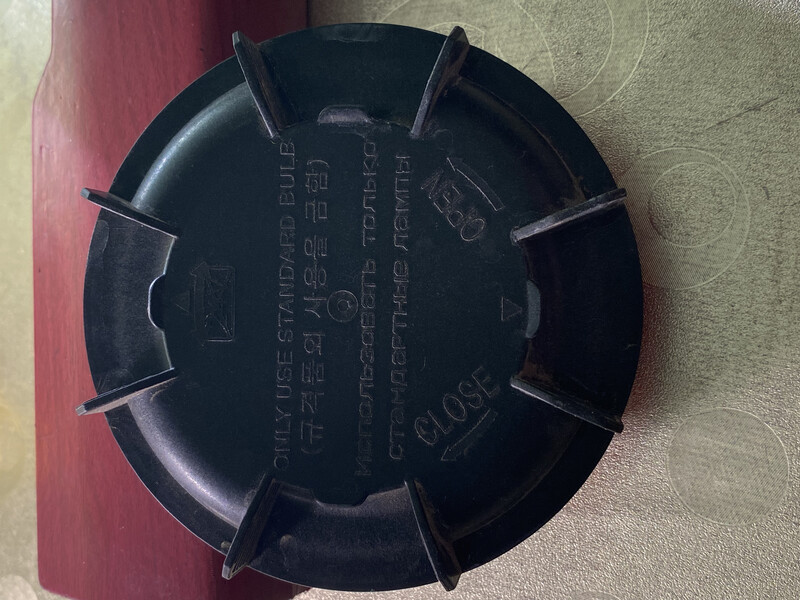 ONLY USE STANDARD BULB
(규격품외 사용을 금함)
Использовать только
стандартные лампы
CLOSE
OPEN